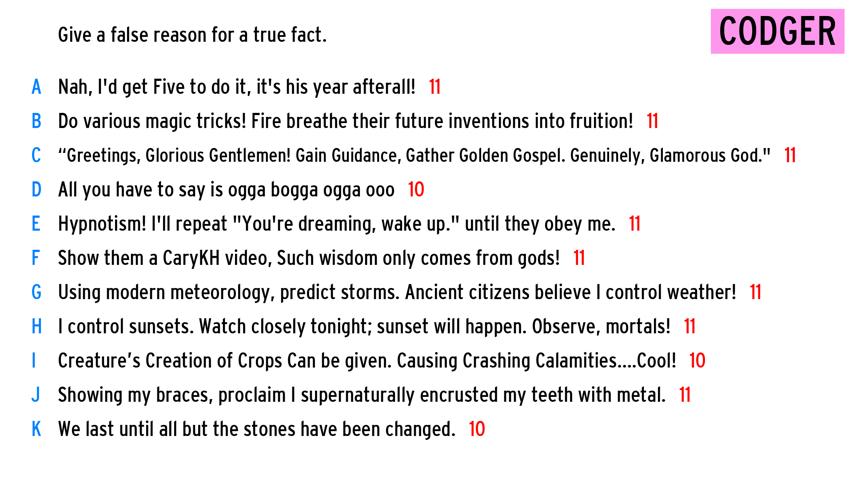 Give a false reason for a true fact.
CODGER
A Nah, I'd get Five to do it, it's his year afterall! 11
B Do various magic tricks! Fire breathe their future inventions into fruition! 11
C “Greetings, Glorious Gentlemen! Gain Guidance, Gather Golden Gospel. Genuinely, Glamorous God." 11
D All you have to say is ogga bogga ogga ooo 10
E Hypnotism! I'll repeat "You're dreaming, wake up." until they obey me. 11
F Show them a CaryKH video, Such wisdom only comes from gods! 11
G Using modern meteorology, predict storms. Ancient citizens believe I control weather! 11
H I control sunsets. Watch closely tonight; sunset will happen. Observe, mortals! 11
I Creature’s Creation of Crops Can be given. Causing Crashing Calamities....Cool! 10
J Showing my braces, proclaim I supernaturally encrusted my teeth with metal. 11
K We last until all but the stones have been changed. 10